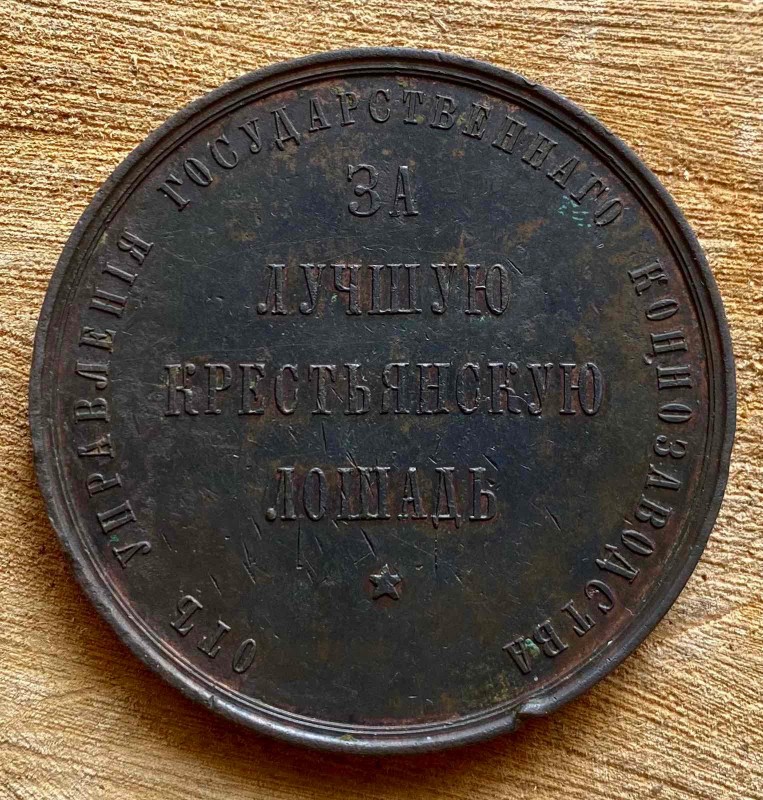 ОТЪ УПРАВЛЕНІЯ ГОСУДАРСТВЕННАГО КОННОЗАВОДСТВА
ЗА
ЛУЧШУЮ
КРЕСТЬЯНСКУЮ
ЛОШАДЬ